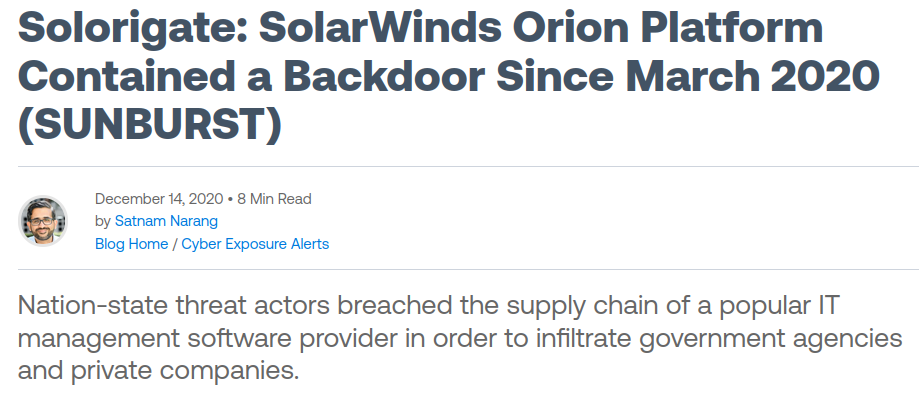 Solorigate: SolarWinds Orion Platform
Contained a Backdoor Since March 2020
(SUNBURST)
December 14, 2020 • 8 Min Read
by Satnam Narang
Blog Home / Cyber Exposure Alerts
Nation-state threat actors breached the supply chain of a popular IT
management software provider in order to infiltrate government agencies
and private companies.